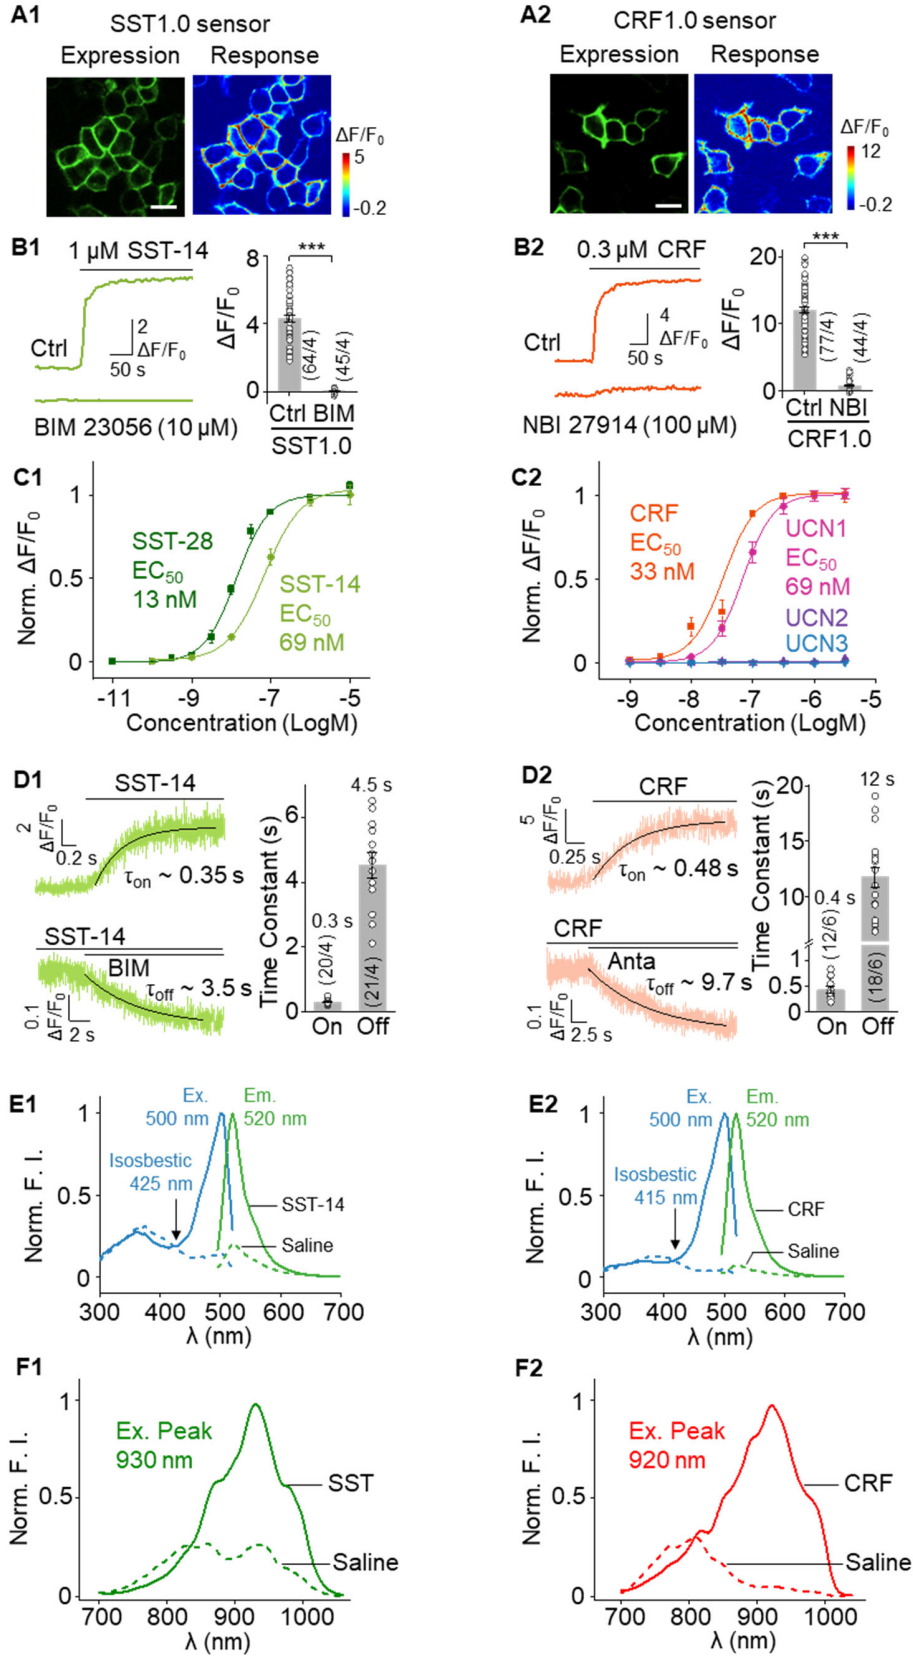 A1
SST1.0 sensor
Expression Response
ΔF/F0
5
-0.2
A2
CRF1.0 sensor
Expression Response
ΔF/F0
12
-0.2
B1
1 μM SST-14
Ctrl
2
ΔF/F0
50 s
BIM 23056 (10 μM)
ΔF/F0
8
4
0
***
(64/4)
(45/4)
Ctrl BIM
SST1.0
B2
0.3 μM CRF
Ctrl
4
ΔF/F0
50 s
NBI 27914 (100 μM)
ΔF/F0
20
10
0
***
(77/4)
(44/4)
Ctrl NBI
CRF1.0
C1
Norm. ΔF/F0
1
0.5
0
SST-28
EC50
13 nM
SST-14
EC50
69 nM
-11 -9 -7 -5
Concentration (LogM)
C2
Norm. ΔF/F0
1
0.5
0
CRF
EC50
33 nM
UCN1
EC50
69 nM
UCN2
UCN3
-9 -8 -7 -6 -5
Concentration (LogM)
D1
SST-14
2
ΔF/F0
0.2 s
τon ~ 0.35 s
SST-14
BIM
τoff ~ 3.5 s
0.1
ΔF/F0
2 s
Time Constant (s)
6
4
2
0
4.5 s
0.3 s
(20/4)
(21/4)
On Off
D2
CRF
5
ΔF/F0
0.25 s
τon ~ 0.48 s
CRF
Anta
τoff ~ 9.7 s
0.1
ΔF/F0
2.5 s
Time Constant (s)
20
15
10
1
0.5
0
12 s
0.4 s
(12/6)
(18/6)
On Off
E1
Norm. F. I.
1
0.5
0
Ex.
500 nm
Em.
520 nm
Isosbestic
425 nm
SST-14
Saline
300 400 500 600 700
λ (nm)
E2
Norm. F. I.
1
0.5
0
Ex.
500 nm
Em.
520 nm
Isosbestic
415 nm
CRF
Saline
300 400 500 600 700
λ (nm)
F1
Norm. F. I.
1
0.5
0
Ex. Peak
930 nm
SST
Saline
700 800 900 1000
λ (nm)
F2
Norm. F. I.
1
0.5
0
Ex. Peak
920 nm
CRF
Saline
700 800 900 1000
λ (nm)